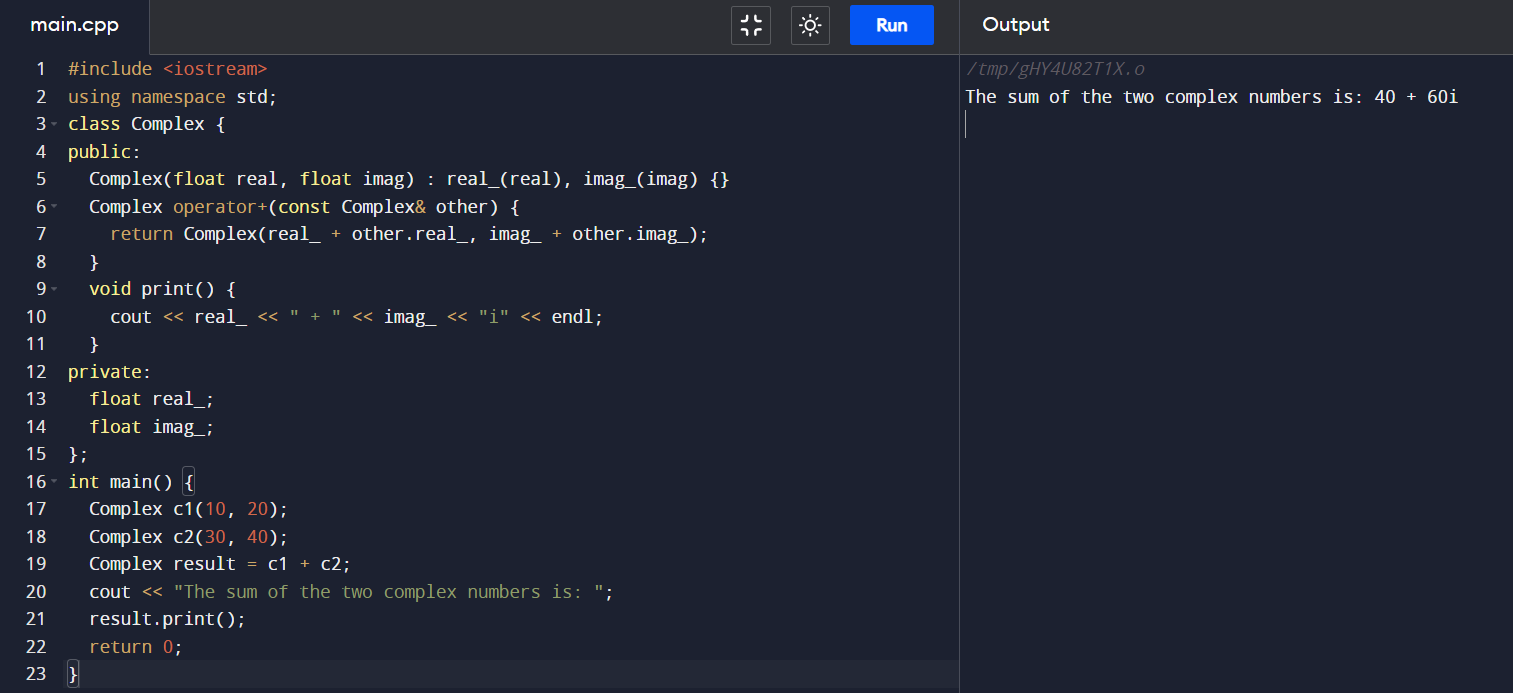 main.cpp
Run
Output
1 #include <iostream>
2 using namespace std;
3 class Complex {
4 public:
5   Complex(float real, float imag) : real_(real), imag_(imag) {}
6   Complex operator+(const Complex& other) {
7     return Complex(real_ + other.real_, imag_ + other.imag_);
8   }
9   void print() {
10     cout << real_ << " + " << imag_ << "i" << endl;
11   }
12 private:
13   float real_;
14   float imag_;
15 };
16 int main() {
17   Complex c1(10, 20);
18   Complex c2(30, 40);
19   Complex result = c1 + c2;
20   cout << "The sum of the two complex numbers is: ";
21   result.print();
22   return 0;
23 }
/tmp/gHY4U82T1X.o
The sum of the two complex numbers is: 40 + 60i